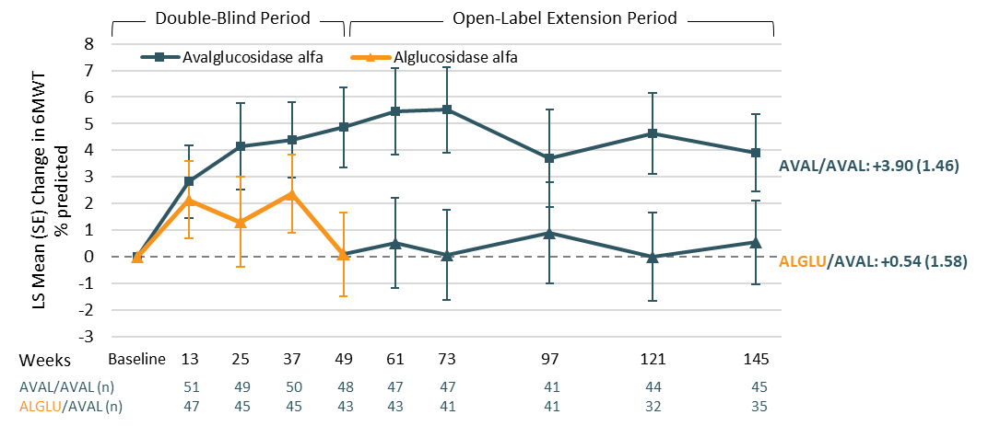 Double-Blind Period Open-Label Extension Period
8
Avalglucosidase alfa Alglucosidase alfa
7
6
5
4
3
2
1
0
-1
-2
-3
LS Mean (SE) Change in 6MWT
% predicted
AVAL/AVAL: +3.90 (1.46)
ALGLU/AVAL: +0.54 (1.58)
Weeks Baseline 13 25 37 49 61 73 97 121 145
AVAL/AVAL (n) 51 49 50 48 47 47 41 44 45
ALGLU/AVAL (n) 47 45 45 43 43 41 41 32 35